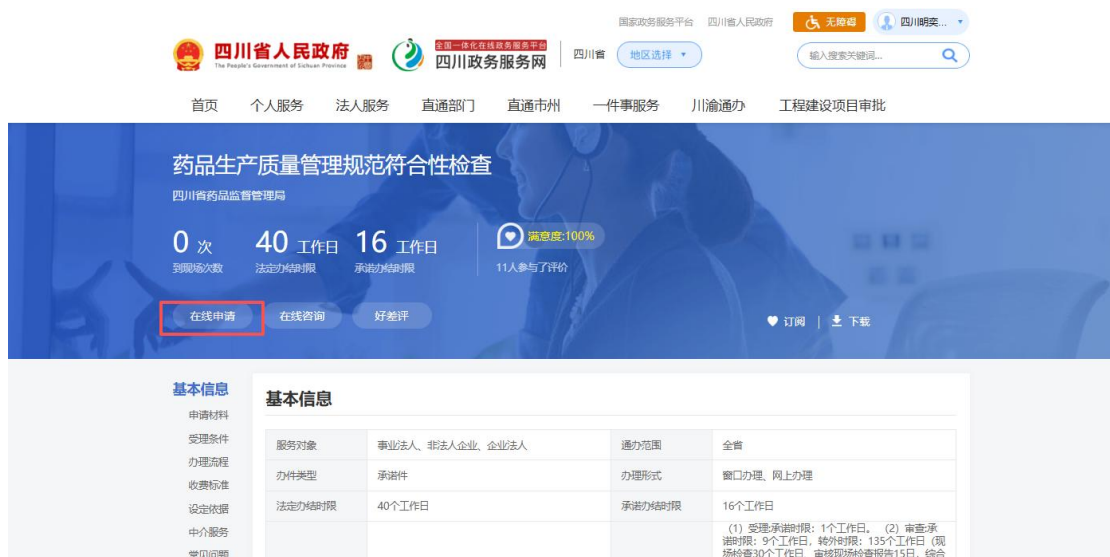 国家政务服务平台 四川省人民政府 无障碍 四川明奕...
四川省人民政府
The People's Government of Sichuan Province
全国一体化在线政务服务平台
四川政务服务网
四川省 地区选择
输入搜索关键词...
首页 个人服务 法人服务 直通部门 直通市州 一件事服务 川渝通办 工程建设项目审批
药品生产质量管理规范符合性检查
四川省药品监督管理局
0 次 40 工作日 16 工作日 满意度:100%
到现场次数 法定办结时限 承诺办结时限 11人参与了评价
在线申请 在线咨询 好差评 订阅 | 下载
基本信息
申请材料
受理条件
办理流程
收费标准
设定依据
中介服务
常见问题
基本信息
服务对象 事业法人、非法人企业、企业法人 通办范围 全省
办件类型 承诺件 办理形式 窗口办理、网上办理
法定办结时限 40个工作日 承诺办结时限 16个工作日
(1)受理:承诺时限:1个工作日。 (2)审查:承
诺时限:9个工作日,转外时限:135个工作日(现
场检查30个工作日、审核现场检查报告15日,综合